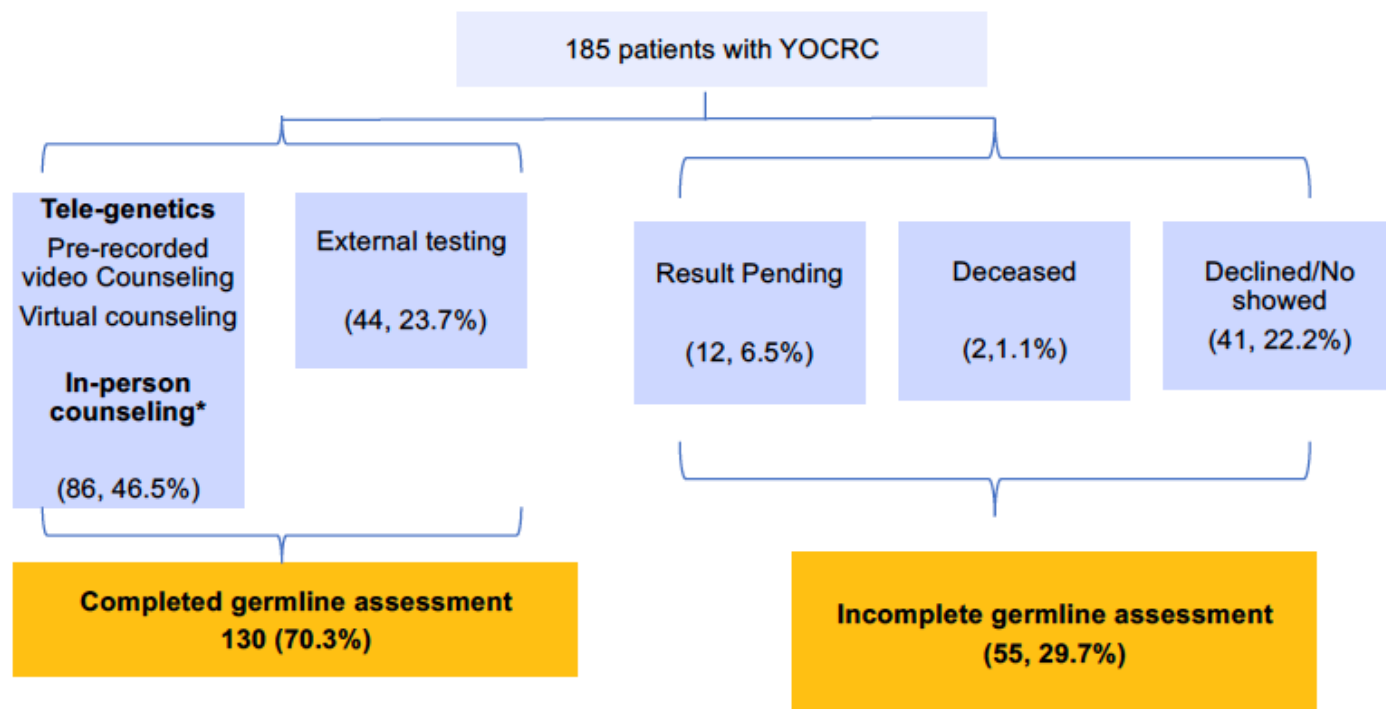 185 patients with YOCRC
Tele-genetics
Pre-recorded
video Counseling
Virtual counseling
In-person
counseling*
(86, 46.5%)
External testing
(44, 23.7%)
Result Pending
(12, 6.5%)
Deceased
(2,1.1%)
Declined/No
showed
(41, 22.2%)
Completed germline assessment
130 (70.3%)
Incomplete germline assessment
(55, 29.7%)